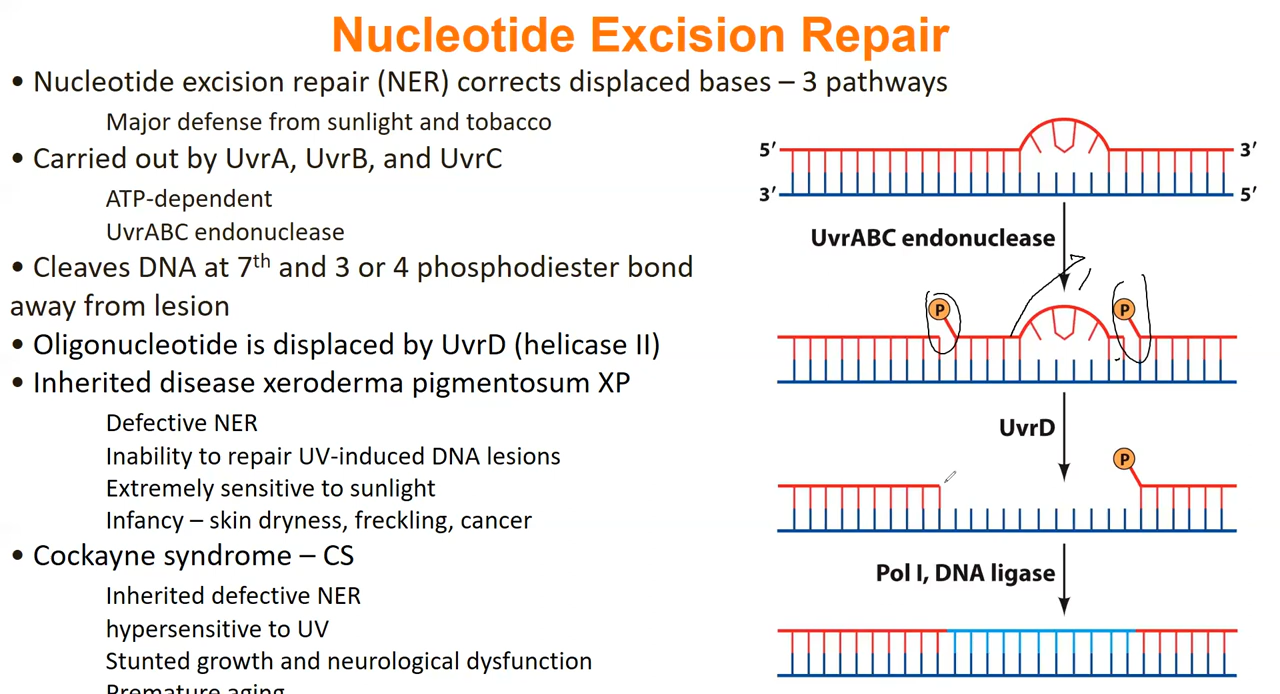 Nucleotide Excision Repair
• Nucleotide excision repair (NER) corrects displaced bases – 3 pathways
Major defense from sunlight and tobacco
• Carried out by UvrA, UvrB, and UvrC
ATP-dependent
UvrABC endonuclease
• Cleaves DNA at 7th and 3 or 4 phosphodiester bond
away from lesion
• Oligonucleotide is displaced by UvrD (helicase II)
• Inherited disease xeroderma pigmentosum XP
Defective NER
Inability to repair UV-induced DNA lesions
Extremely sensitive to sunlight
Infancy – skin dryness, freckling, cancer
• Cockayne syndrome – CS
Inherited defective NER
hypersensitive to UV
Stunted growth and neurological dysfunction
Premature aging
5′ 3′
3′ 5′
UvrABC endonuclease
P P
UvrD
P
Pol I, DNA ligase